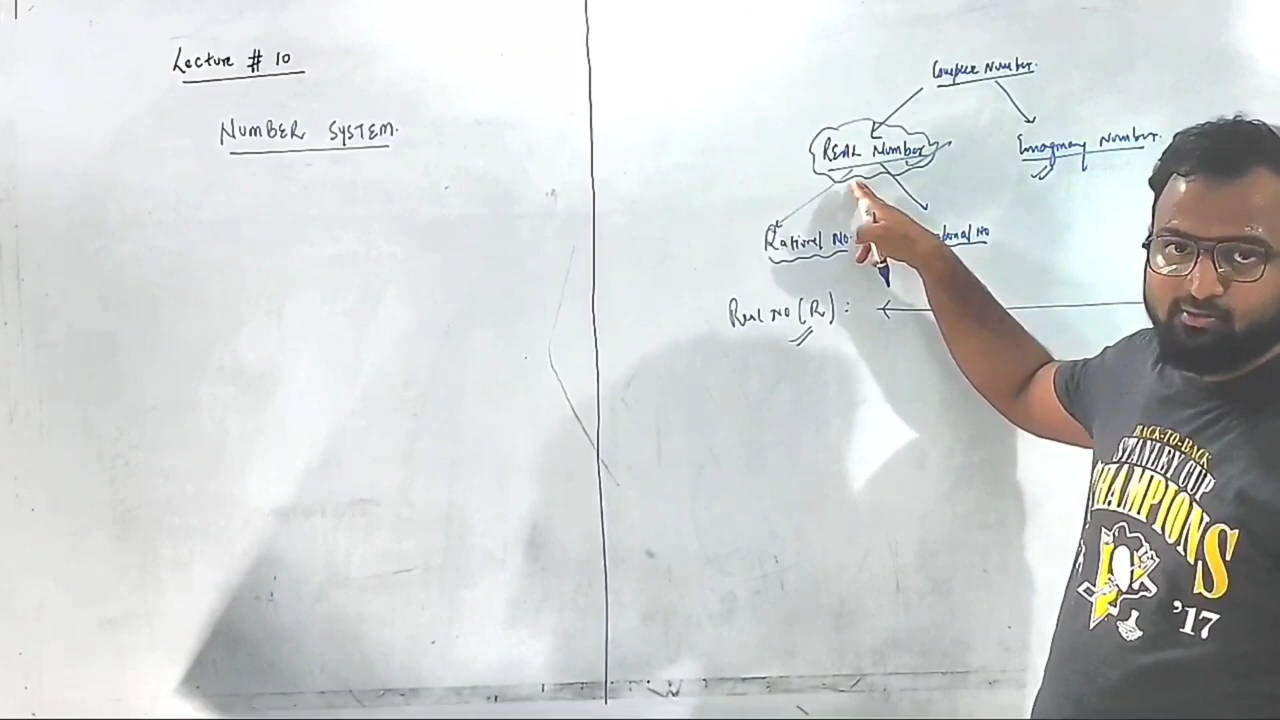 Lecture # 10
NUMBER SYSTEM.
Complex Number.
REAL Number
Imaginary Number.
Rational No.
Real No (R) :
BACK-TO-BACK
STANLEY CUP
CHAMPIONS
'17